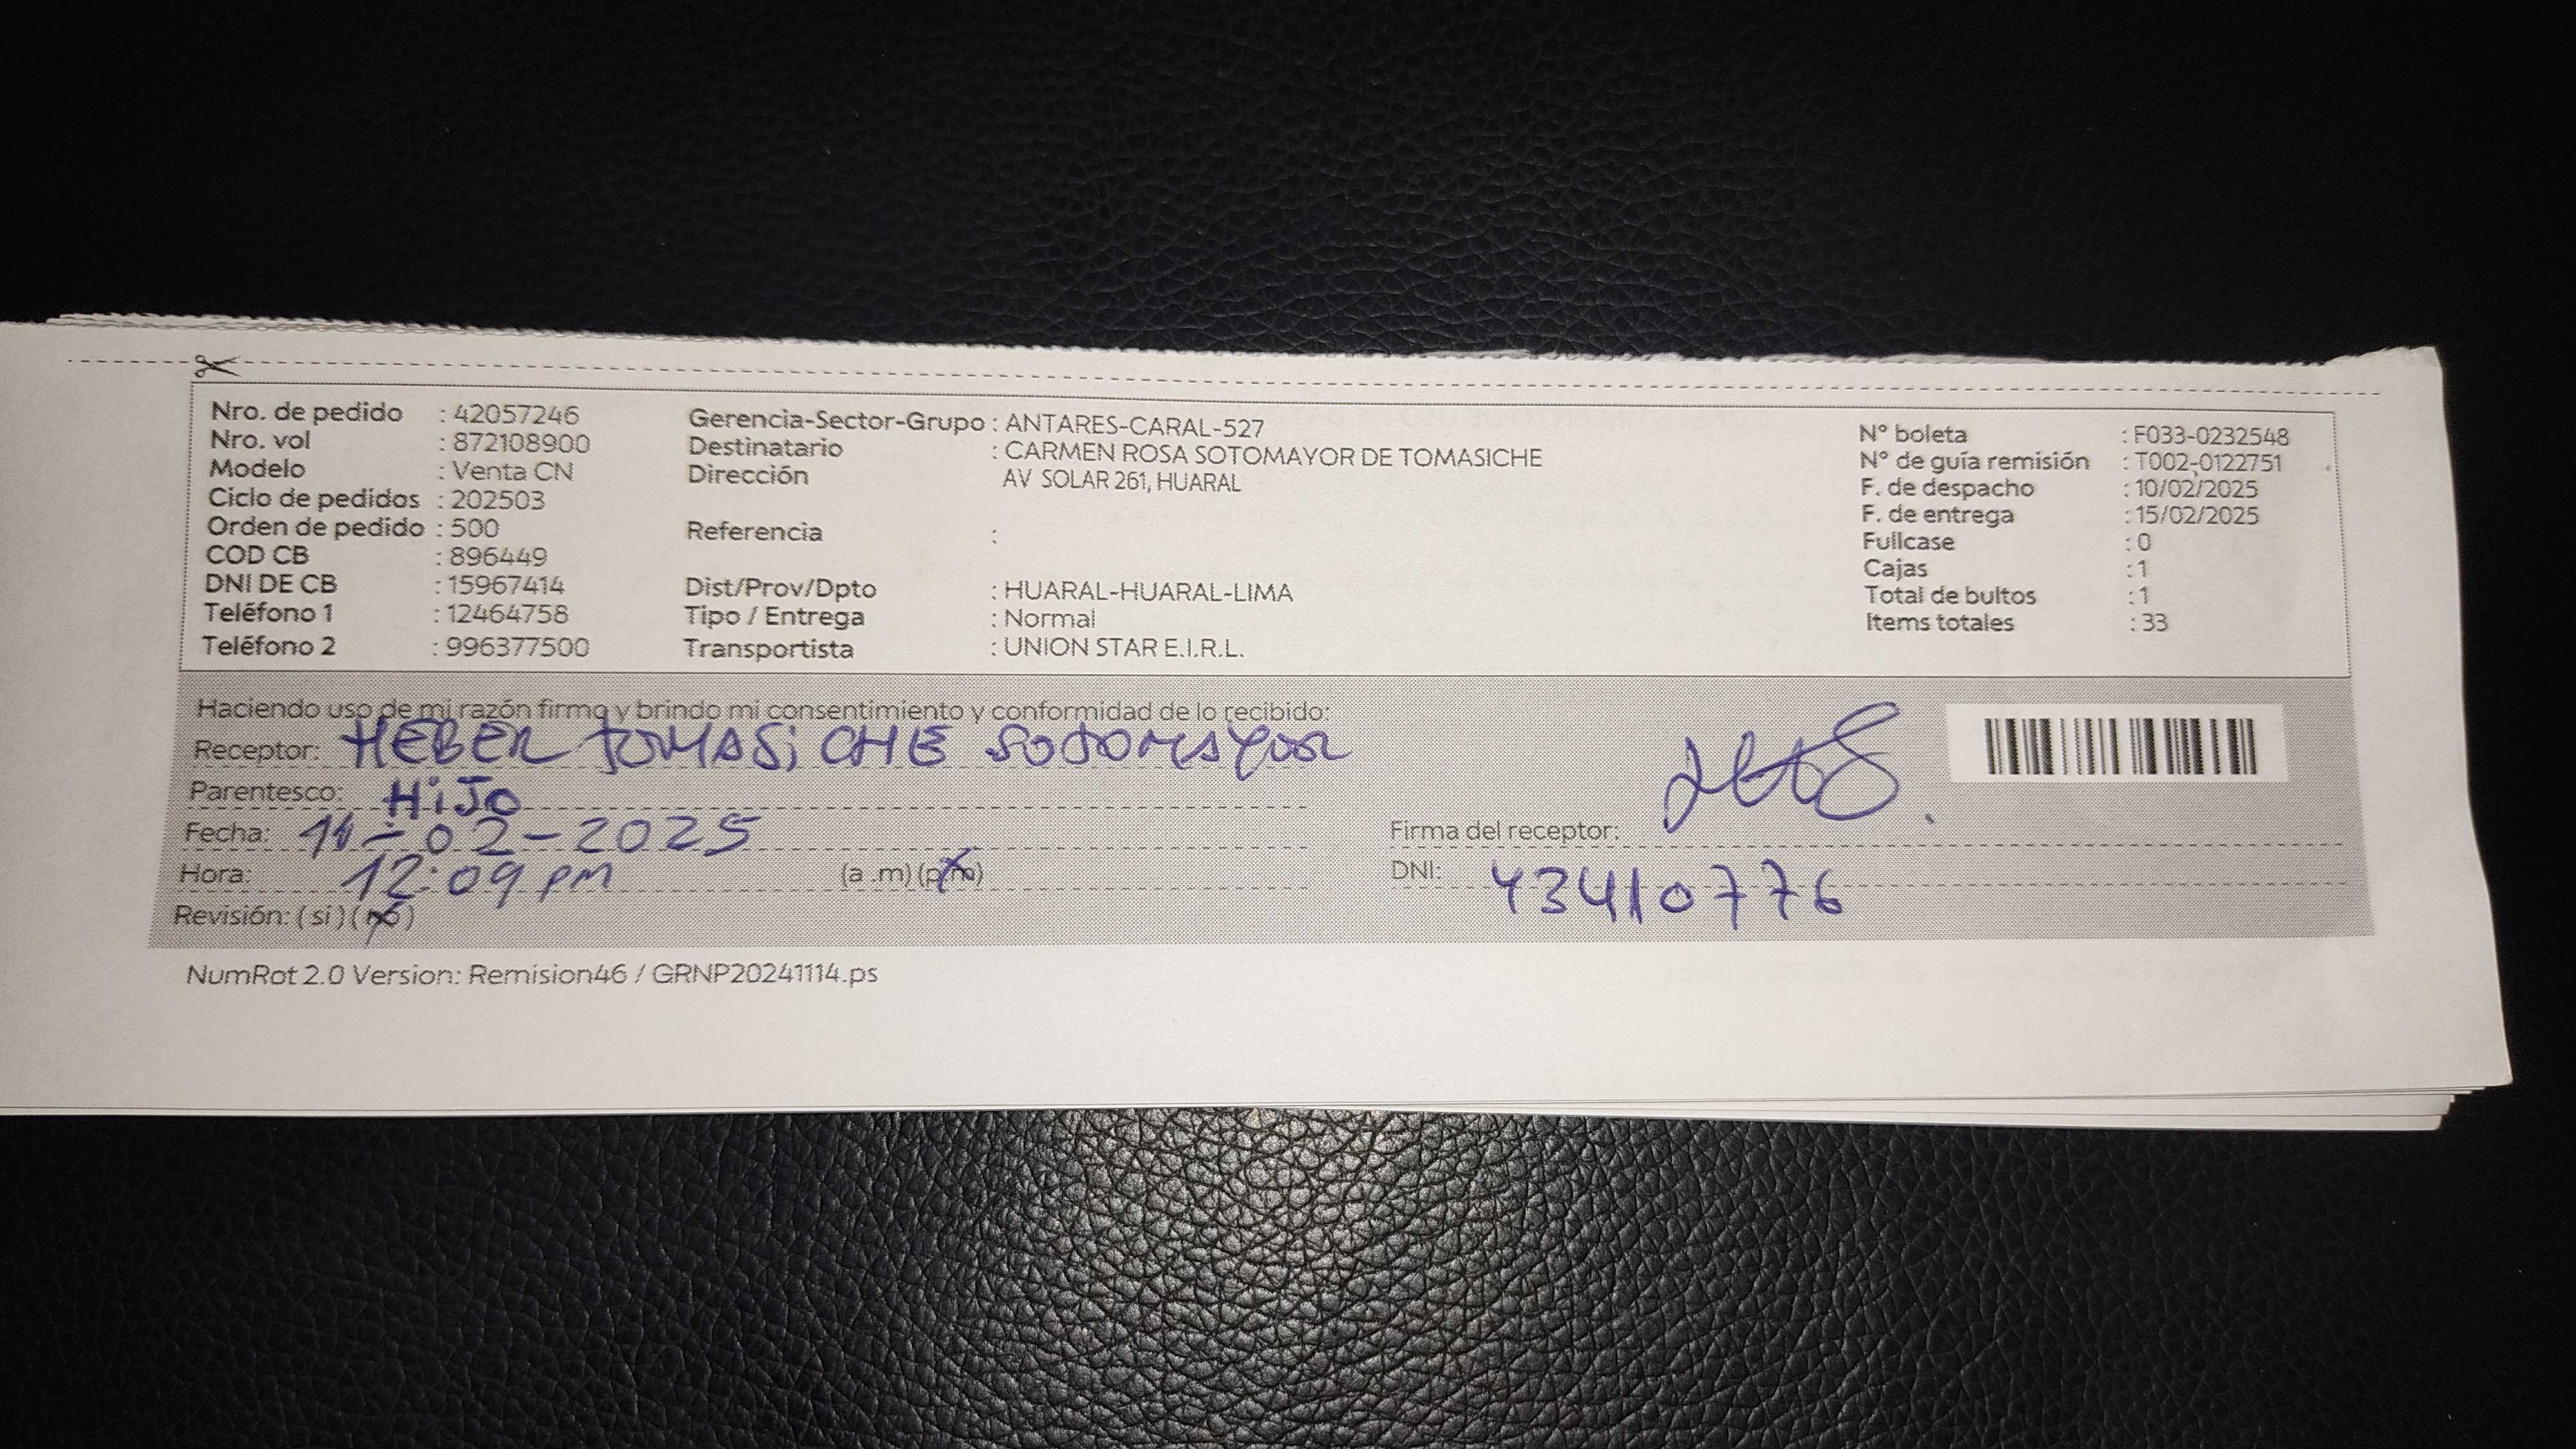 Nro. de pedido : 42057246
Nro. vol : 872108900
Modelo : Venta CN
Ciclo de pedidos : 202503
Orden de pedido : 500
COD CB : 896449
DNI DE CB : 15967414
Teléfono 1 : 12464758
Teléfono 2 : 996377500
Gerencia-Sector-Grupo : ANTARES-CARAL-527
Destinatario : CARMEN ROSA SOTOMAYOR DE TOMASICHE
Dirección AV SOLAR 261, HUARAL
Referencia :
Dist/Prov/Dpto : HUARAL-HUARAL-LIMA
Tipo / Entrega : Normal
Transportista : UNION STAR E.I.R.L.
N° boleta : F033-0232548
N° de guía remisión : T002-0122751
F. de despacho : 10/02/2025
F. de entrega : 15/02/2025
Fullcase : 0
Cajas : 1
Total de bultos : 1
Items totales : 33
Haciendo uso de mi razón firmo y brindo mi consentimiento y conformidad de lo recibido:
Receptor: HEBER TOMASiCHE SOTOMAYOR
Parentesco: HiJO
Fecha: -02-2025
Hora: 12:09 pm (a .m) (p.m)
Revisión: ( si ) ( no )
Firma del receptor:
DNI: 43410776
NumRot 2.0 Version: Remision46 / GRNP20241114.ps